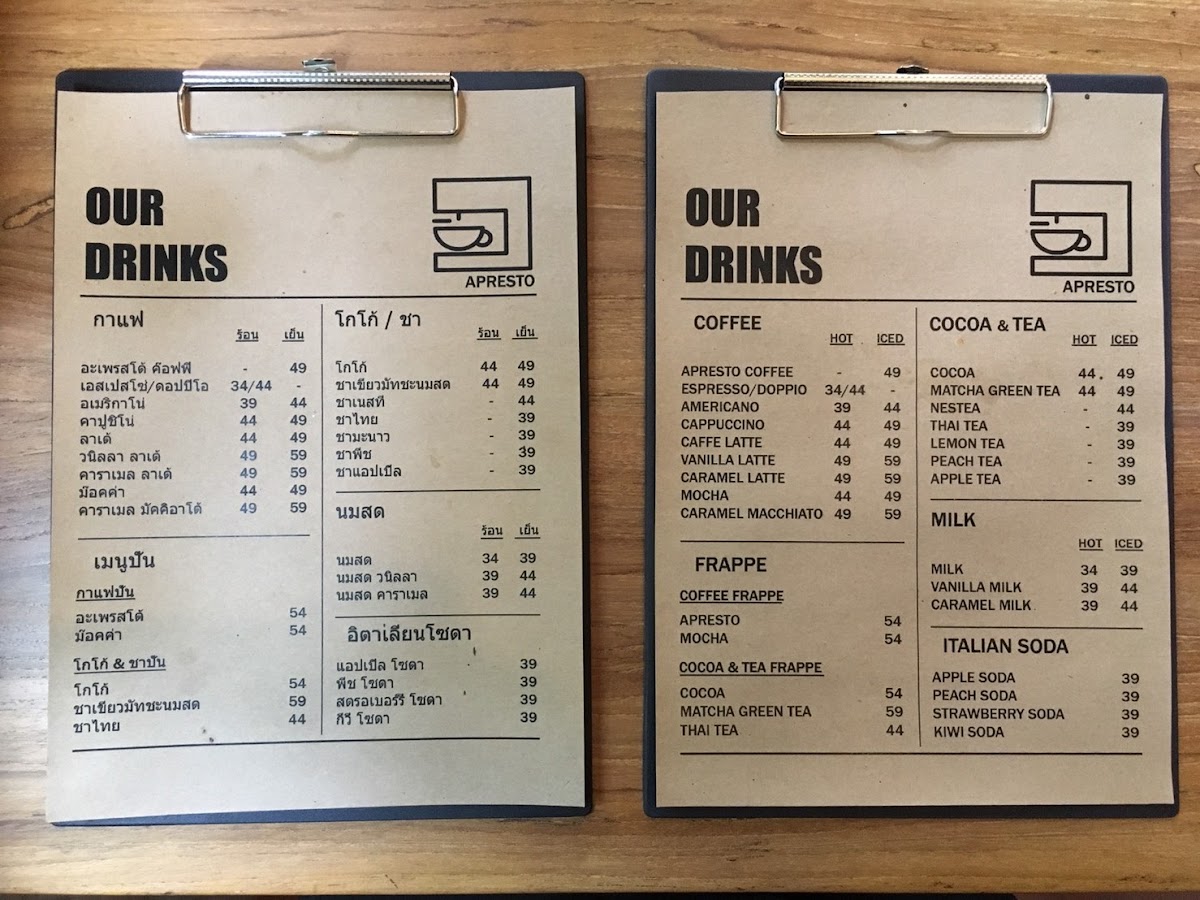 OUR
DRINKS
APRESTO
กาแฟ
ร้อน เย็น
อะเพรสโต้ ค๊อฟฟี่ - 49
เอสเปสโซ่/ดอปปิโอ 34/44 -
อเมริกาโน่ 39 44
คาปูชิโน่ 44 49
ลาเต้ 44 49
วนิลลา ลาเต้ 49 59
คาราเมล ลาเต้ 49 59
ม๊อคค่า 44 49
คาราเมล มัคคิอาโต้ 49 59
เมนูปั่น
กาแฟปั่น
อะเพรสโต้ 54
ม๊อคค่า 54
โกโก้ & ชาปั่น
โกโก้ 54
ชาเขียวมัทชะนมสด 59
ชาไทย 44
โกโก้ / ชา
ร้อน เย็น
โกโก้ 44 49
ชาเขียวมัทชะนมสด 44 49
ชาเนสที - 44
ชาไทย - 39
ชามะนาว - 39
ชาพีช - 39
ชาแอปเปิล - 39
นมสด
ร้อน เย็น
นมสด 34 39
นมสด วนิลลา 39 44
นมสด คาราเมล 39 44
อิตาเลียนโซดา
แอปเปิล โซดา 39
พีช โซดา 39
สตรอเบอร์รี่ โซดา 39
กีวี โซดา 39
OUR
DRINKS
APRESTO
COFFEE
HOT ICED
APRESTO COFFEE - 49
ESPRESSO/DOPPIO 34/44 -
AMERICANO 39 44
CAPPUCCINO 44 49
CAFFE LATTE 44 49
VANILLA LATTE 49 59
CARAMEL LATTE 49 59
MOCHA 44 49
CARAMEL MACCHIATO 49 59
FRAPPE
COFFEE FRAPPE
APRESTO 54
MOCHA 54
COCOA & TEA FRAPPE
COCOA 54
MATCHA GREEN TEA 59
THAI TEA 44
COCOA & TEA
HOT ICED
COCOA 44 49
MATCHA GREEN TEA 44 49
NESTEA - 44
THAI TEA - 39
LEMON TEA - 39
PEACH TEA - 39
APPLE TEA - 39
MILK
HOT ICED
MILK 34 39
VANILLA MILK 39 44
CARAMEL MILK 39 44
ITALIAN SODA
APPLE SODA 39
PEACH SODA 39
STRAWBERRY SODA 39
KIWI SODA 39